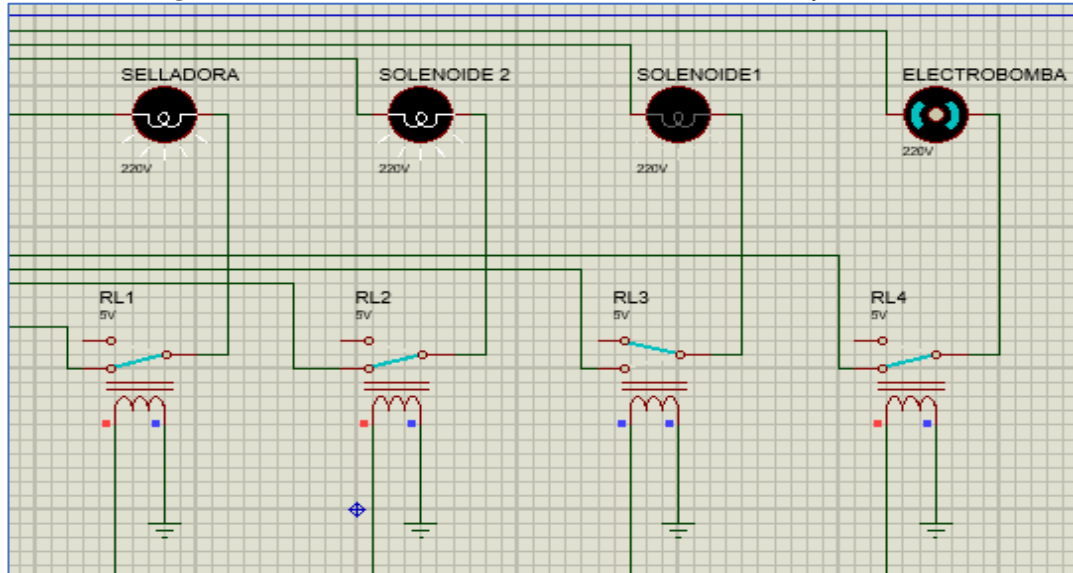 SELLADORA
SOLENOIDE 2
SOLENOIDE1
ELECTROBOMBA
220V
220V
220V
220V
RL1
RL2
RL3
RL4
5V
5V
5V
5V